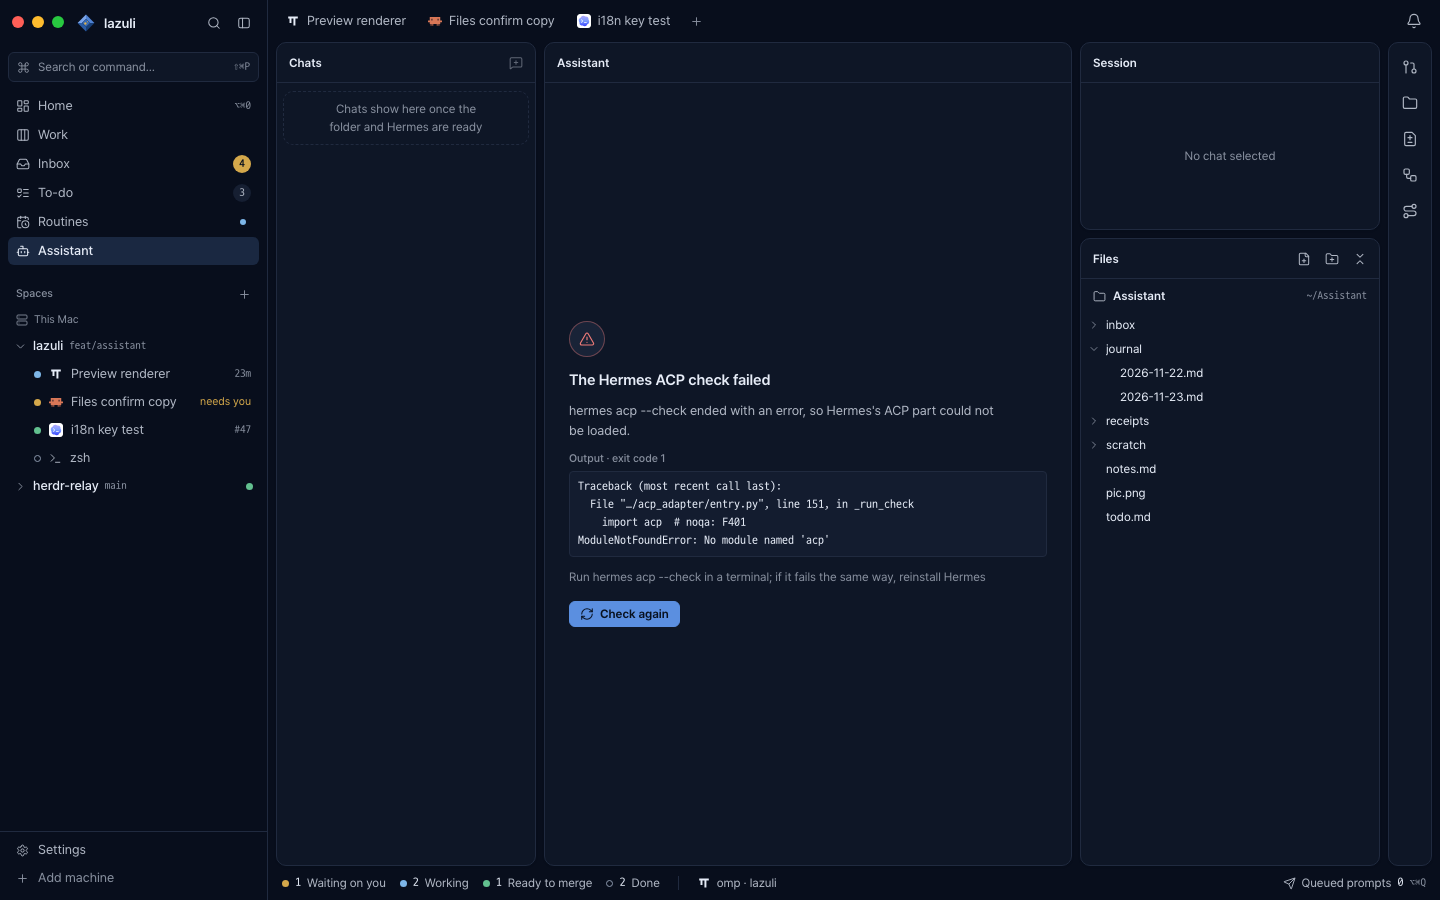 lazuli
Search or command... ⇧⌘P
Home ⌥⌘0
Work
Inbox 4
To-do 3
Routines
Assistant
Spaces
This Mac
lazuli feat/assistant
Preview renderer 23m
Files confirm copy needs you
i18n key test #47
zsh
herdr-relay main
Settings
Add machine
Preview renderer
Files confirm copy
i18n key test
Chats
Chats show here once the
folder and Hermes are ready
Assistant
The Hermes ACP check failed
hermes acp --check ended with an error, so Hermes's ACP part could not
be loaded.
Output · exit code 1
Traceback (most recent call last):
File "…/acp_adapter/entry.py", line 151, in _run_check
import acp  # noqa: F401
ModuleNotFoundError: No module named 'acp'
Run hermes acp --check in a terminal; if it fails the same way, reinstall Hermes
Check again
Session
No chat selected
Files
Assistant ~/Assistant
inbox
journal
2026-11-22.md
2026-11-23.md
receipts
scratch
notes.md
pic.png
todo.md
1 Waiting on you
2 Working
1 Ready to merge
2 Done
omp · lazuli
Queued prompts 0 ⌥⌘Q